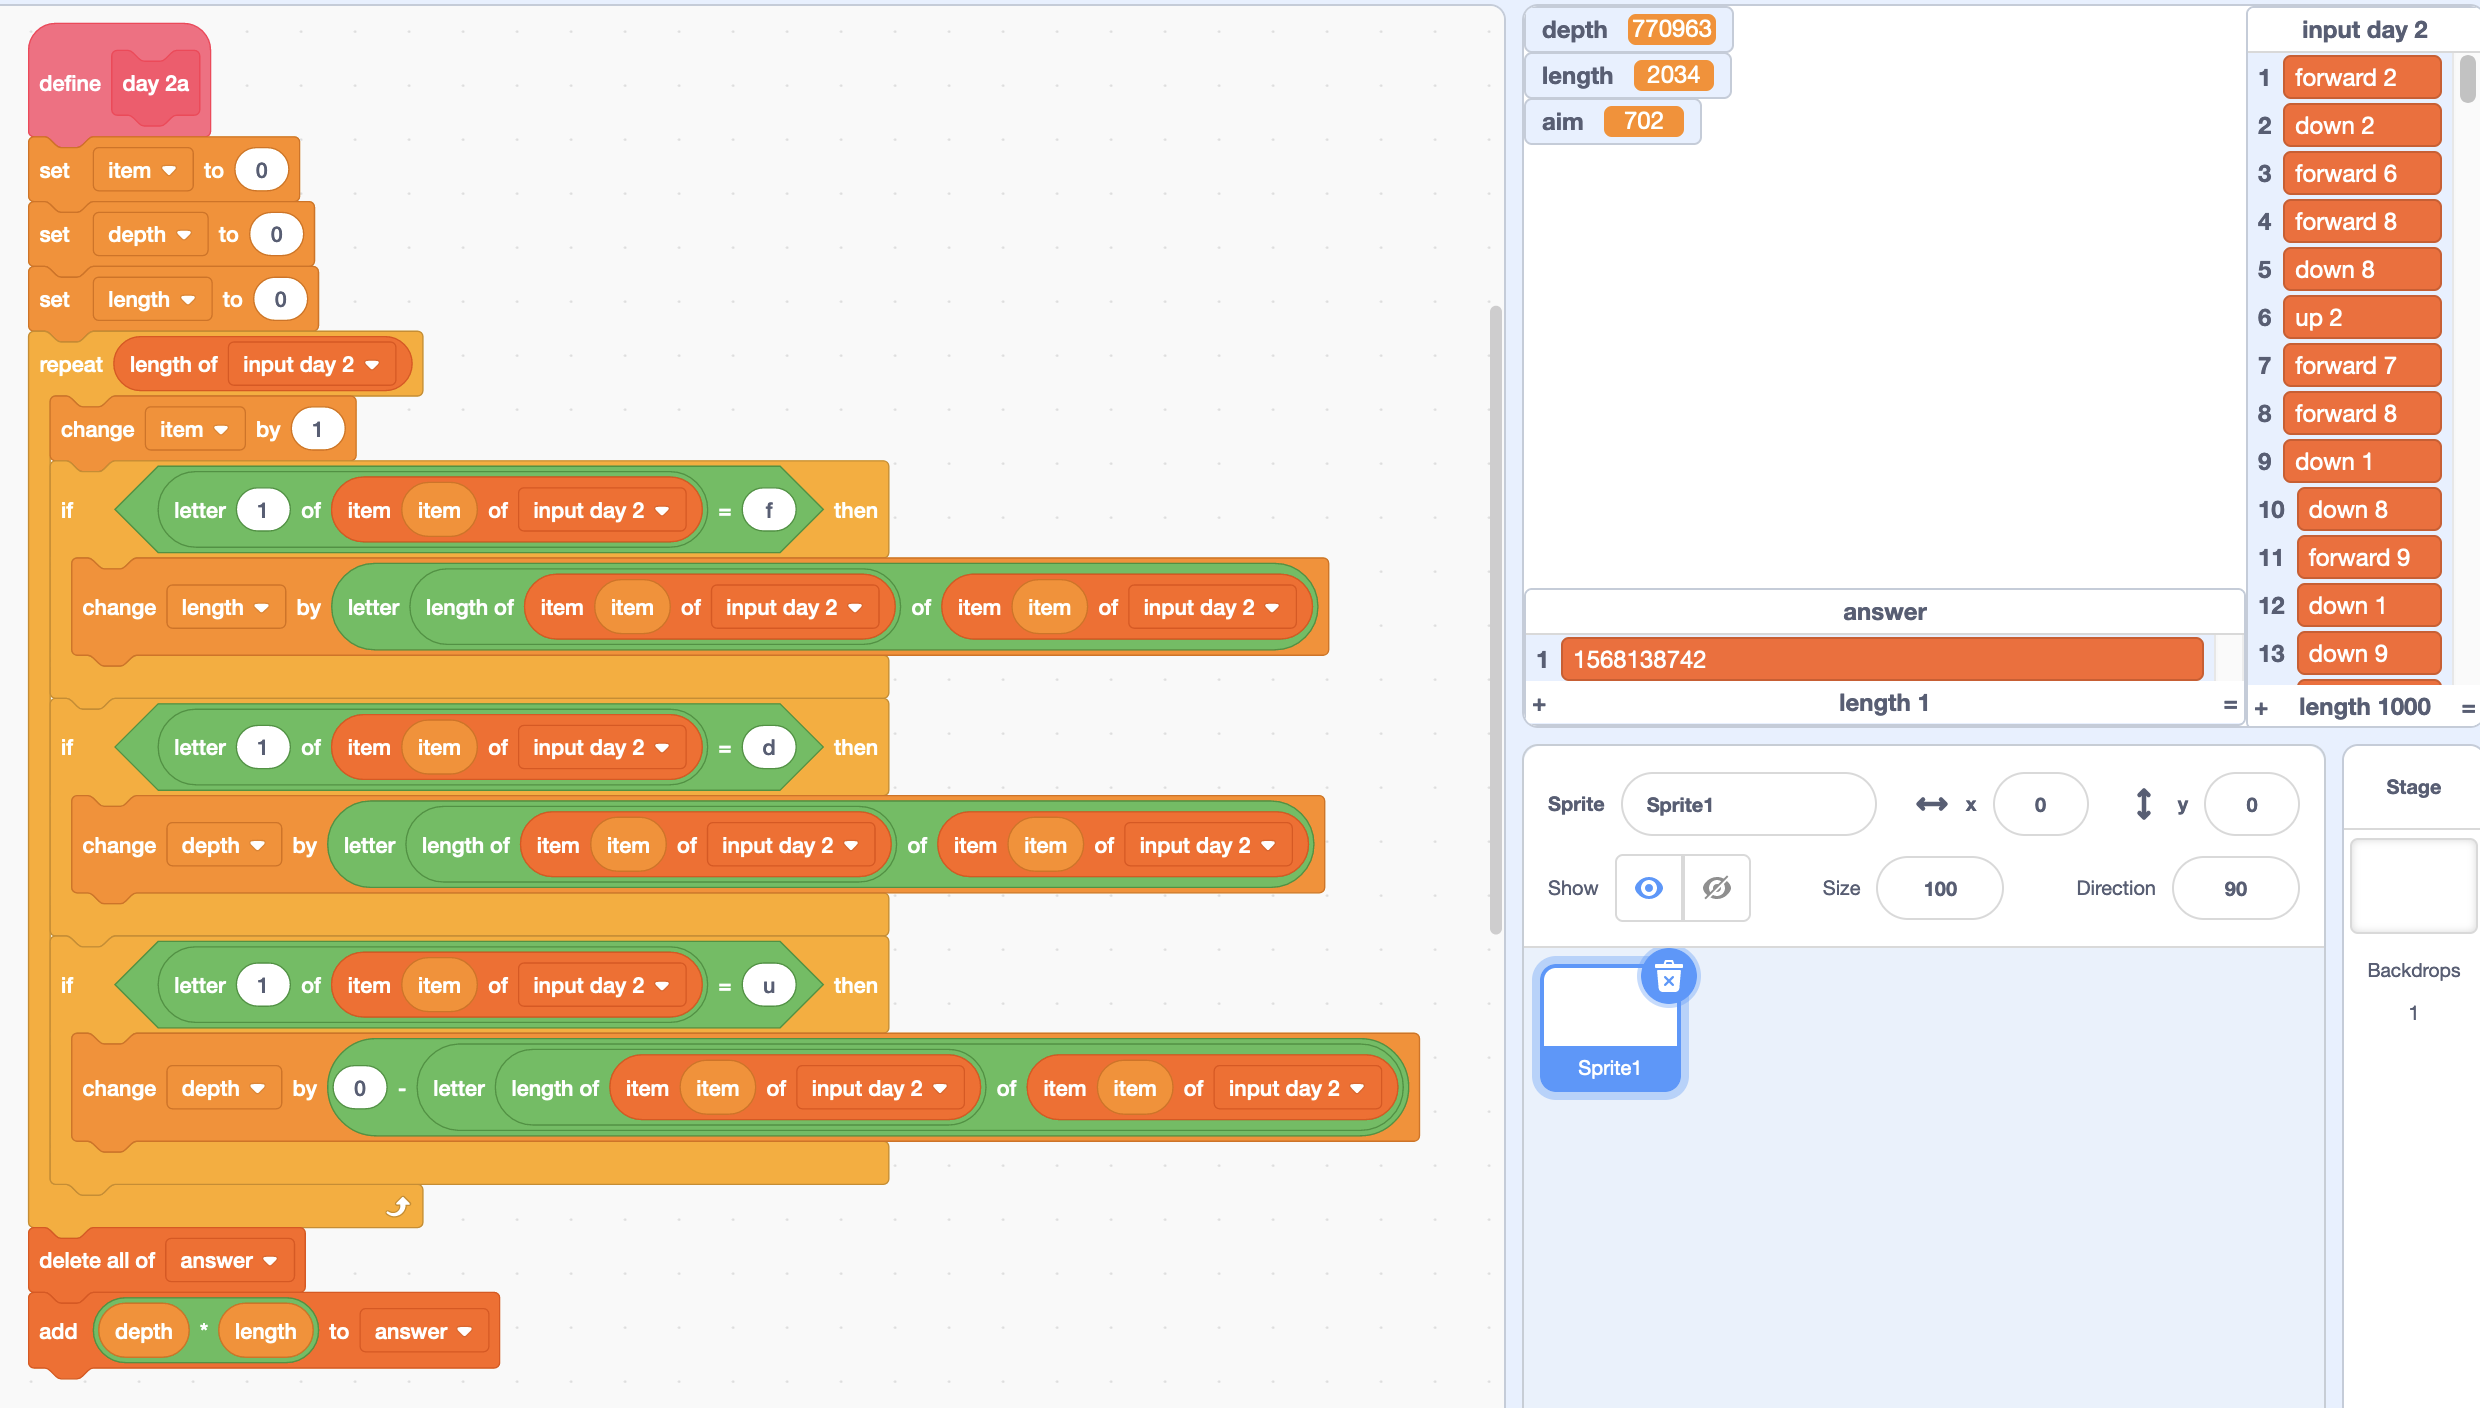 define day 2a
set item to 0
set depth to 0
set length to 0
repeat length of input day 2
change item by 1
if letter 1 of item item of input day 2 = f then
change length by letter length of item item of input day 2 of item item of input day 2
if letter 1 of item item of input day 2 = d then
change depth by letter length of item item of input day 2 of item item of input day 2
if letter 1 of item item of input day 2 = u then
change depth by 0 - letter length of item item of input day 2 of item item of input day 2
delete all of answer
add depth * length to answer
depth 770963
length 2034
aim 702
answer
1 1568138742
+ length 1 =
input day 2
1 forward 2
2 down 2
3 forward 6
4 forward 8
5 down 8
6 up 2
7 forward 7
8 forward 8
9 down 1
10 down 8
11 forward 9
12 down 1
13 down 9
+ length 1000 =
Sprite Sprite1 x 0 y 0
Show Size 100 Direction 90
Sprite1
Stage
Backdrops
1